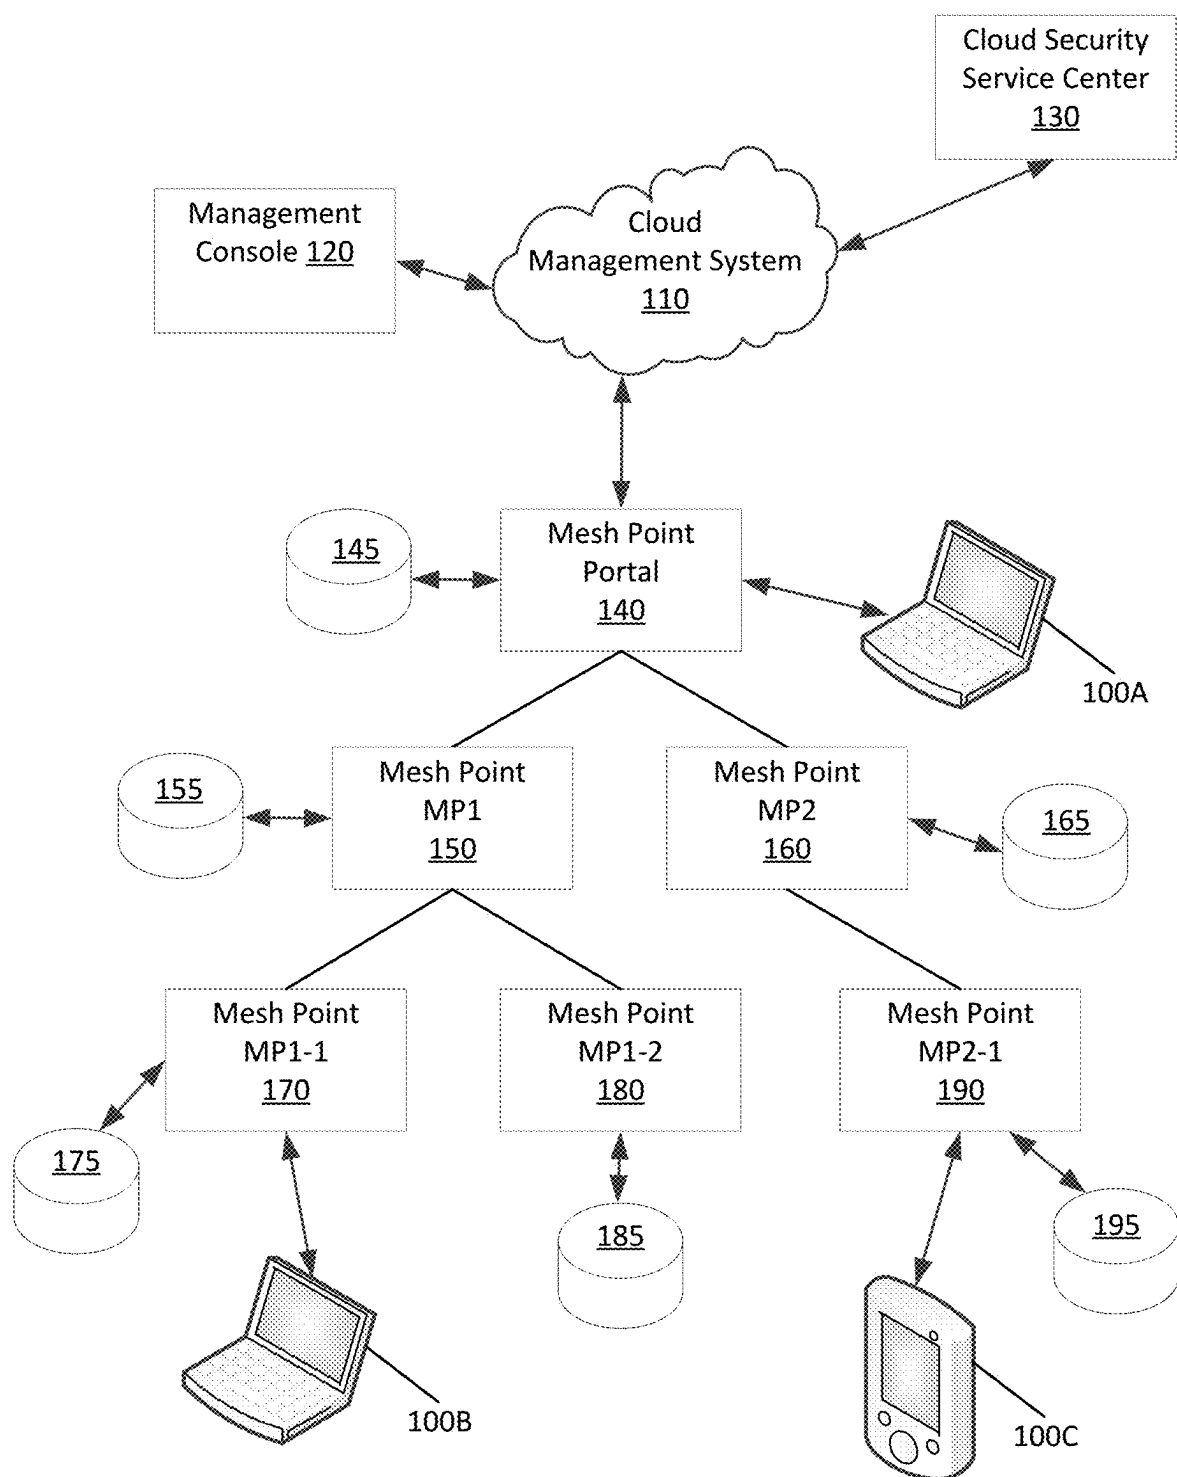 Cloud Security
Service Center
130
Management
Console 120
Cloud
Management System
110
145
Mesh Point
Portal
140
100A
155
Mesh Point
MP1
150
Mesh Point
MP2
160
165
Mesh Point
MP1-1
170
Mesh Point
MP1-2
180
Mesh Point
MP2-1
190
175
185
195
100B
100C